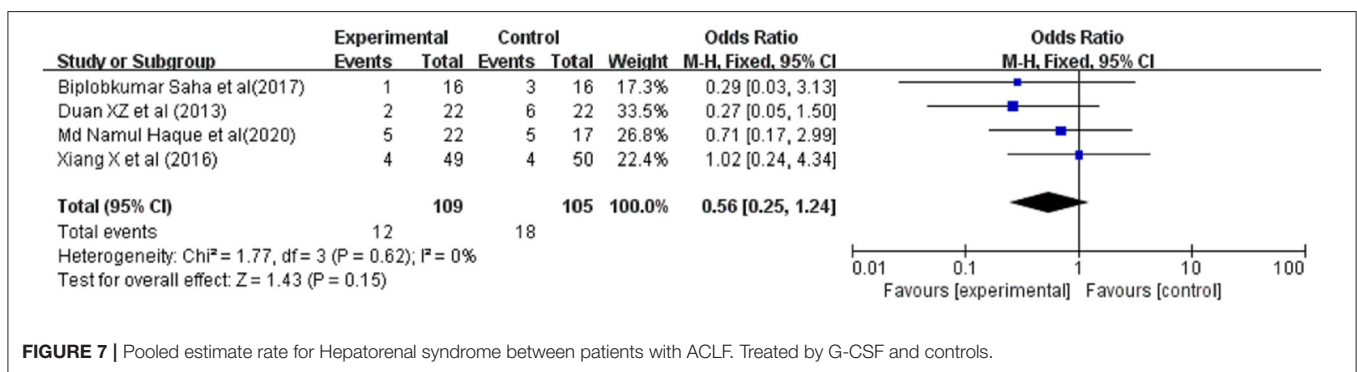 Experimental Control Odds Ratio Odds Ratio
Study or Subgroup Events Total Events Total Weight M-H, Fixed, 95% CI M-H, Fixed, 95% CI
Biplobkumar Saha et al(2017) 1 16 3 16 17.3% 0.29 [0.03, 3.13]
Duan XZ et al (2013) 2 22 6 22 33.5% 0.27 [0.05, 1.50]
Md Namul Haque et al(2020) 5 22 5 17 26.8% 0.71 [0.17, 2.99]
Xiang X et al (2016) 4 49 4 50 22.4% 1.02 [0.24, 4.34]
Total (95% CI) 109 105 100.0% 0.56 [0.25, 1.24]
Total events 12 18
Heterogeneity: Chi² = 1.77, df = 3 (P = 0.62); I² = 0%
Test for overall effect: Z = 1.43 (P = 0.15)
0.01 0.1 1 10 100
Favours [experimental] Favours [control]
FIGURE 7 | Pooled estimate rate for Hepatorenal syndrome between patients with ACLF. Treated by G-CSF and controls.